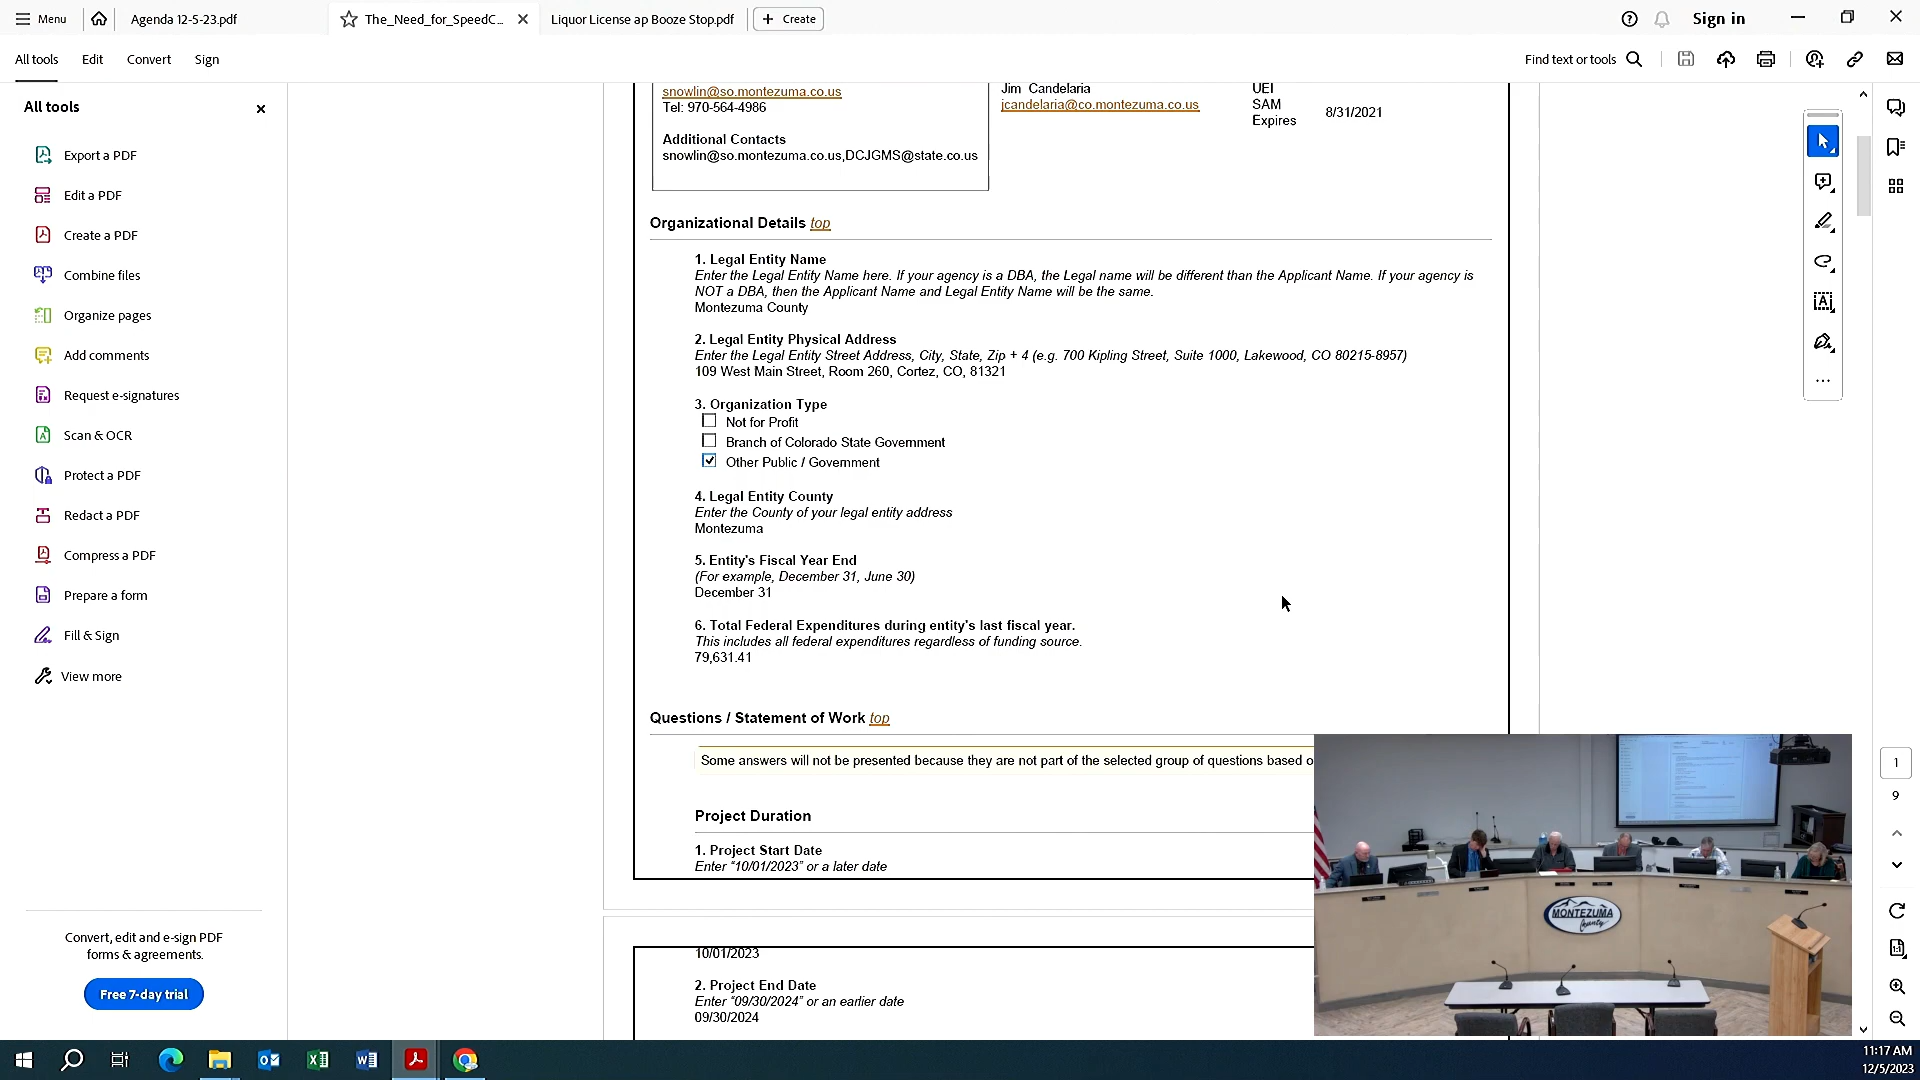 Menu
Agenda 12-5-23.pdf
The_Need_for_SpeedC...
Liquor License ap Booze Stop.pdf
Create
Sign in
All tools
Edit
Convert
Sign
Find text or tools
All tools
Export a PDF
Edit a PDF
Create a PDF
Combine files
Organize pages
Add comments
Request e-signatures
Scan & OCR
Protect a PDF
Redact a PDF
Compress a PDF
Prepare a form
Fill & Sign
View more
Convert, edit and e-sign PDF
forms & agreements.
Free 7-day trial
snowlin@so.montezuma.co.us
Tel: 970-564-4986
Additional Contacts
snowlin@so.montezuma.co.us,DCJGMS@state.co.us
Jim Candelaria
jcandelaria@co.montezuma.co.us
UEI
SAM
Expires
8/31/2021
Organizational Details top
1. Legal Entity Name
Enter the Legal Entity Name here. If your agency is a DBA, the Legal name will be different than the Applicant Name. If your agency is
NOT a DBA, then the Applicant Name and Legal Entity Name will be the same.
Montezuma County
2. Legal Entity Physical Address
Enter the Legal Entity Street Address, City, State, Zip + 4 (e.g. 700 Kipling Street, Suite 1000, Lakewood, CO 80215-8957)
109 West Main Street, Room 260, Cortez, CO, 81321
3. Organization Type
Not for Profit
Branch of Colorado State Government
Other Public / Government
4. Legal Entity County
Enter the County of your legal entity address
Montezuma
5. Entity's Fiscal Year End
(For example, December 31, June 30)
December 31
6. Total Federal Expenditures during entity's last fiscal year.
This includes all federal expenditures regardless of funding source.
79,631.41
Questions / Statement of Work top
Some answers will not be presented because they are not part of the selected group of questions based o
Project Duration
1. Project Start Date
Enter "10/01/2023" or a later date
10/01/2023
2. Project End Date
Enter "09/30/2024" or an earlier date
09/30/2024
MONTEZUMA
County
1
9
11:17 AM
12/5/2023